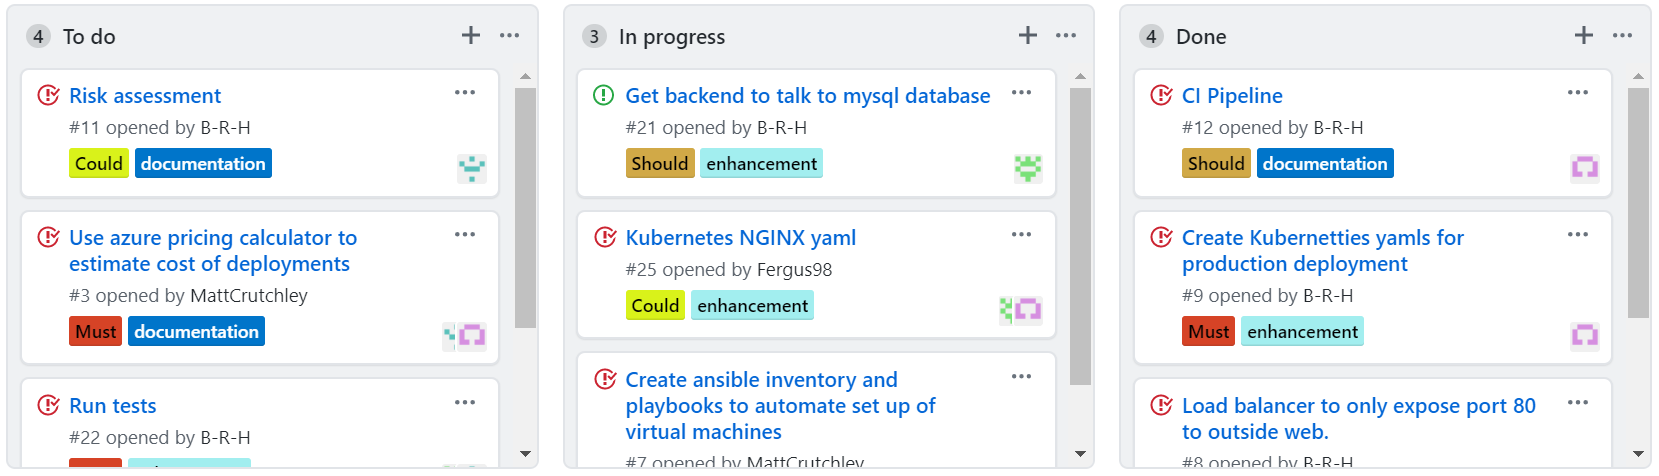 4 To do
Risk assessment
#11 opened by B-R-H
Could documentation
Use azure pricing calculator to
estimate cost of deployments
#3 opened by MattCrutchley
Must documentation
Run tests
#22 opened by B-R-H
3 In progress
Get backend to talk to mysql database
#21 opened by B-R-H
Should enhancement
Kubernetes NGINX yaml
#25 opened by Fergus98
Could enhancement
Create ansible inventory and
playbooks to automate set up of
virtual machines
#7 opened by MattCrutchley
4 Done
CI Pipeline
#12 opened by B-R-H
Should documentation
Create Kubernetties yamls for
production deployment
#9 opened by B-R-H
Must enhancement
Load balancer to only expose port 80
to outside web.
#8 opened by B-R-H